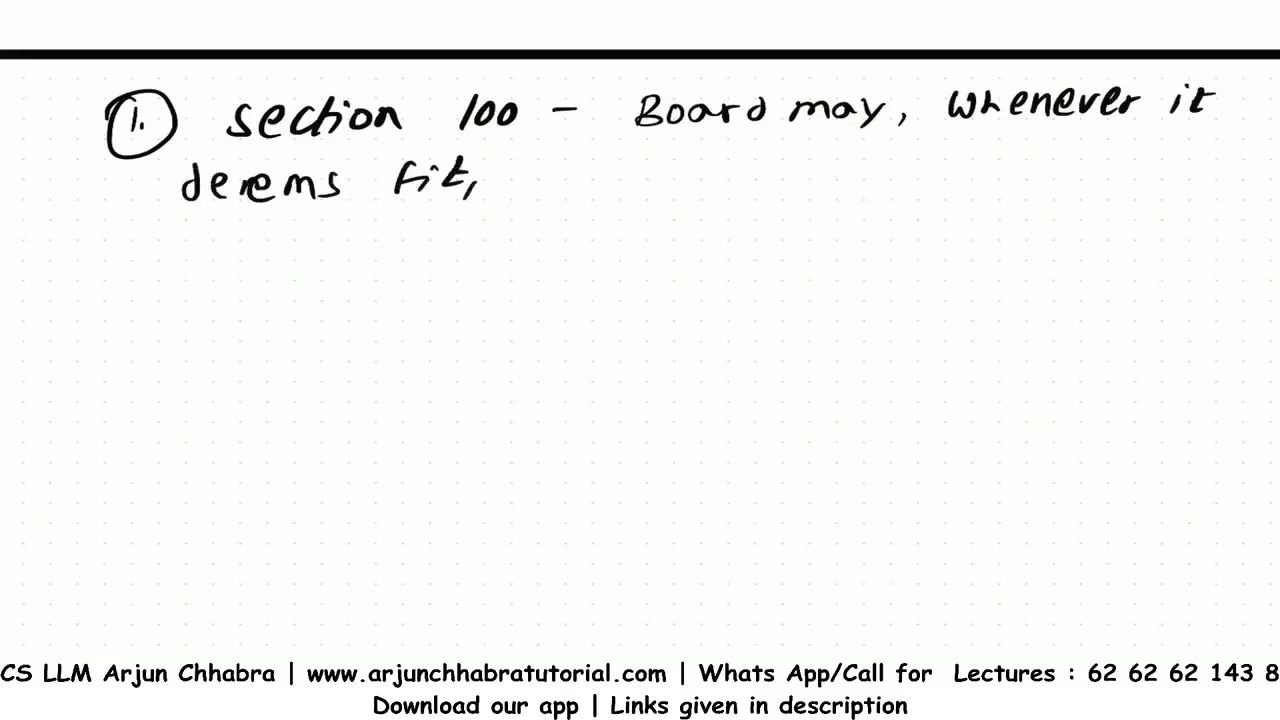 1. section 100 - Board may, whenever it
deems fit,
CS LLM Arjun Chhabra | www.arjunchhabratutorial.com | Whats App/Call for Lectures : 62 62 62 143 8
Download our app | Links given in description